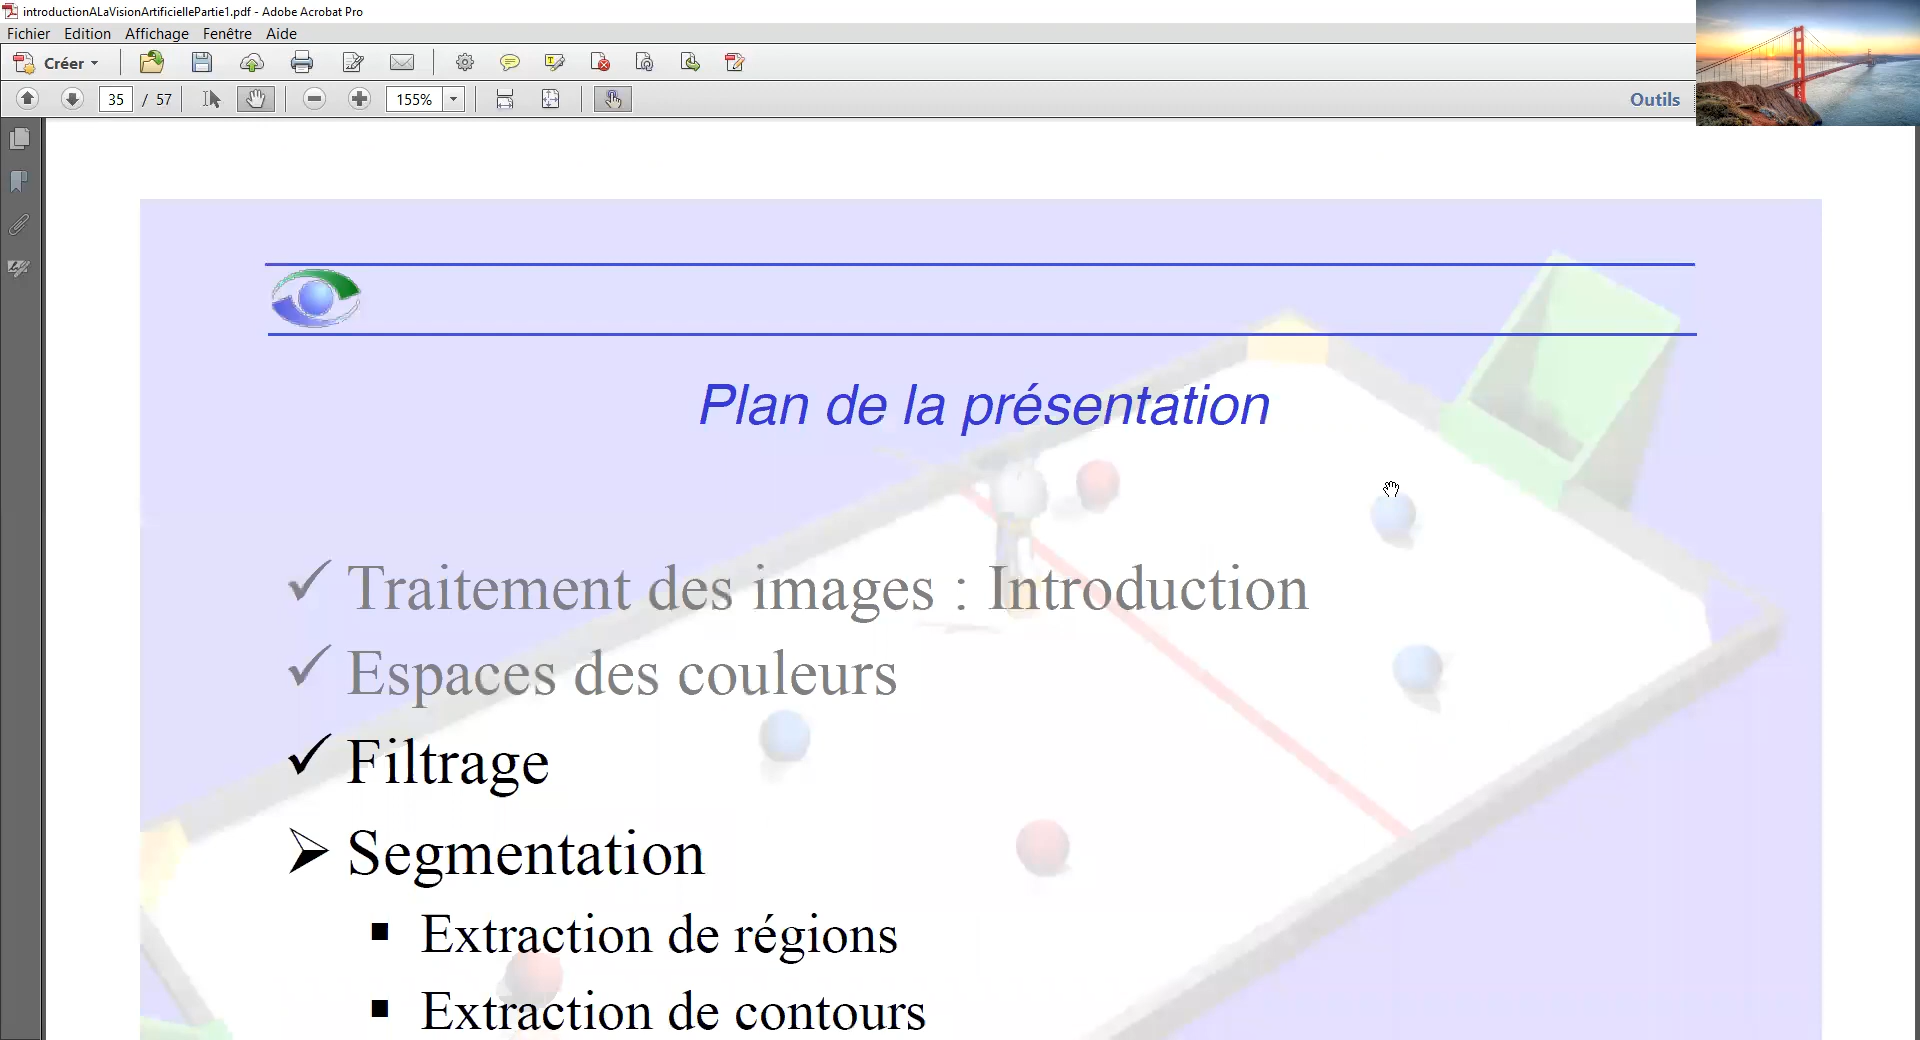 introductionALaVisionArtificiellePartie1.pdf - Adobe Acrobat Pro
Fichier Edition Affichage Fenêtre Aide
Créer
35 / 57 155% Outils
Plan de la présentation
✓ Traitement des images : Introduction
✓ Espaces des couleurs
✓ Filtrage
➢ Segmentation
▪ Extraction de régions
▪ Extraction de contours